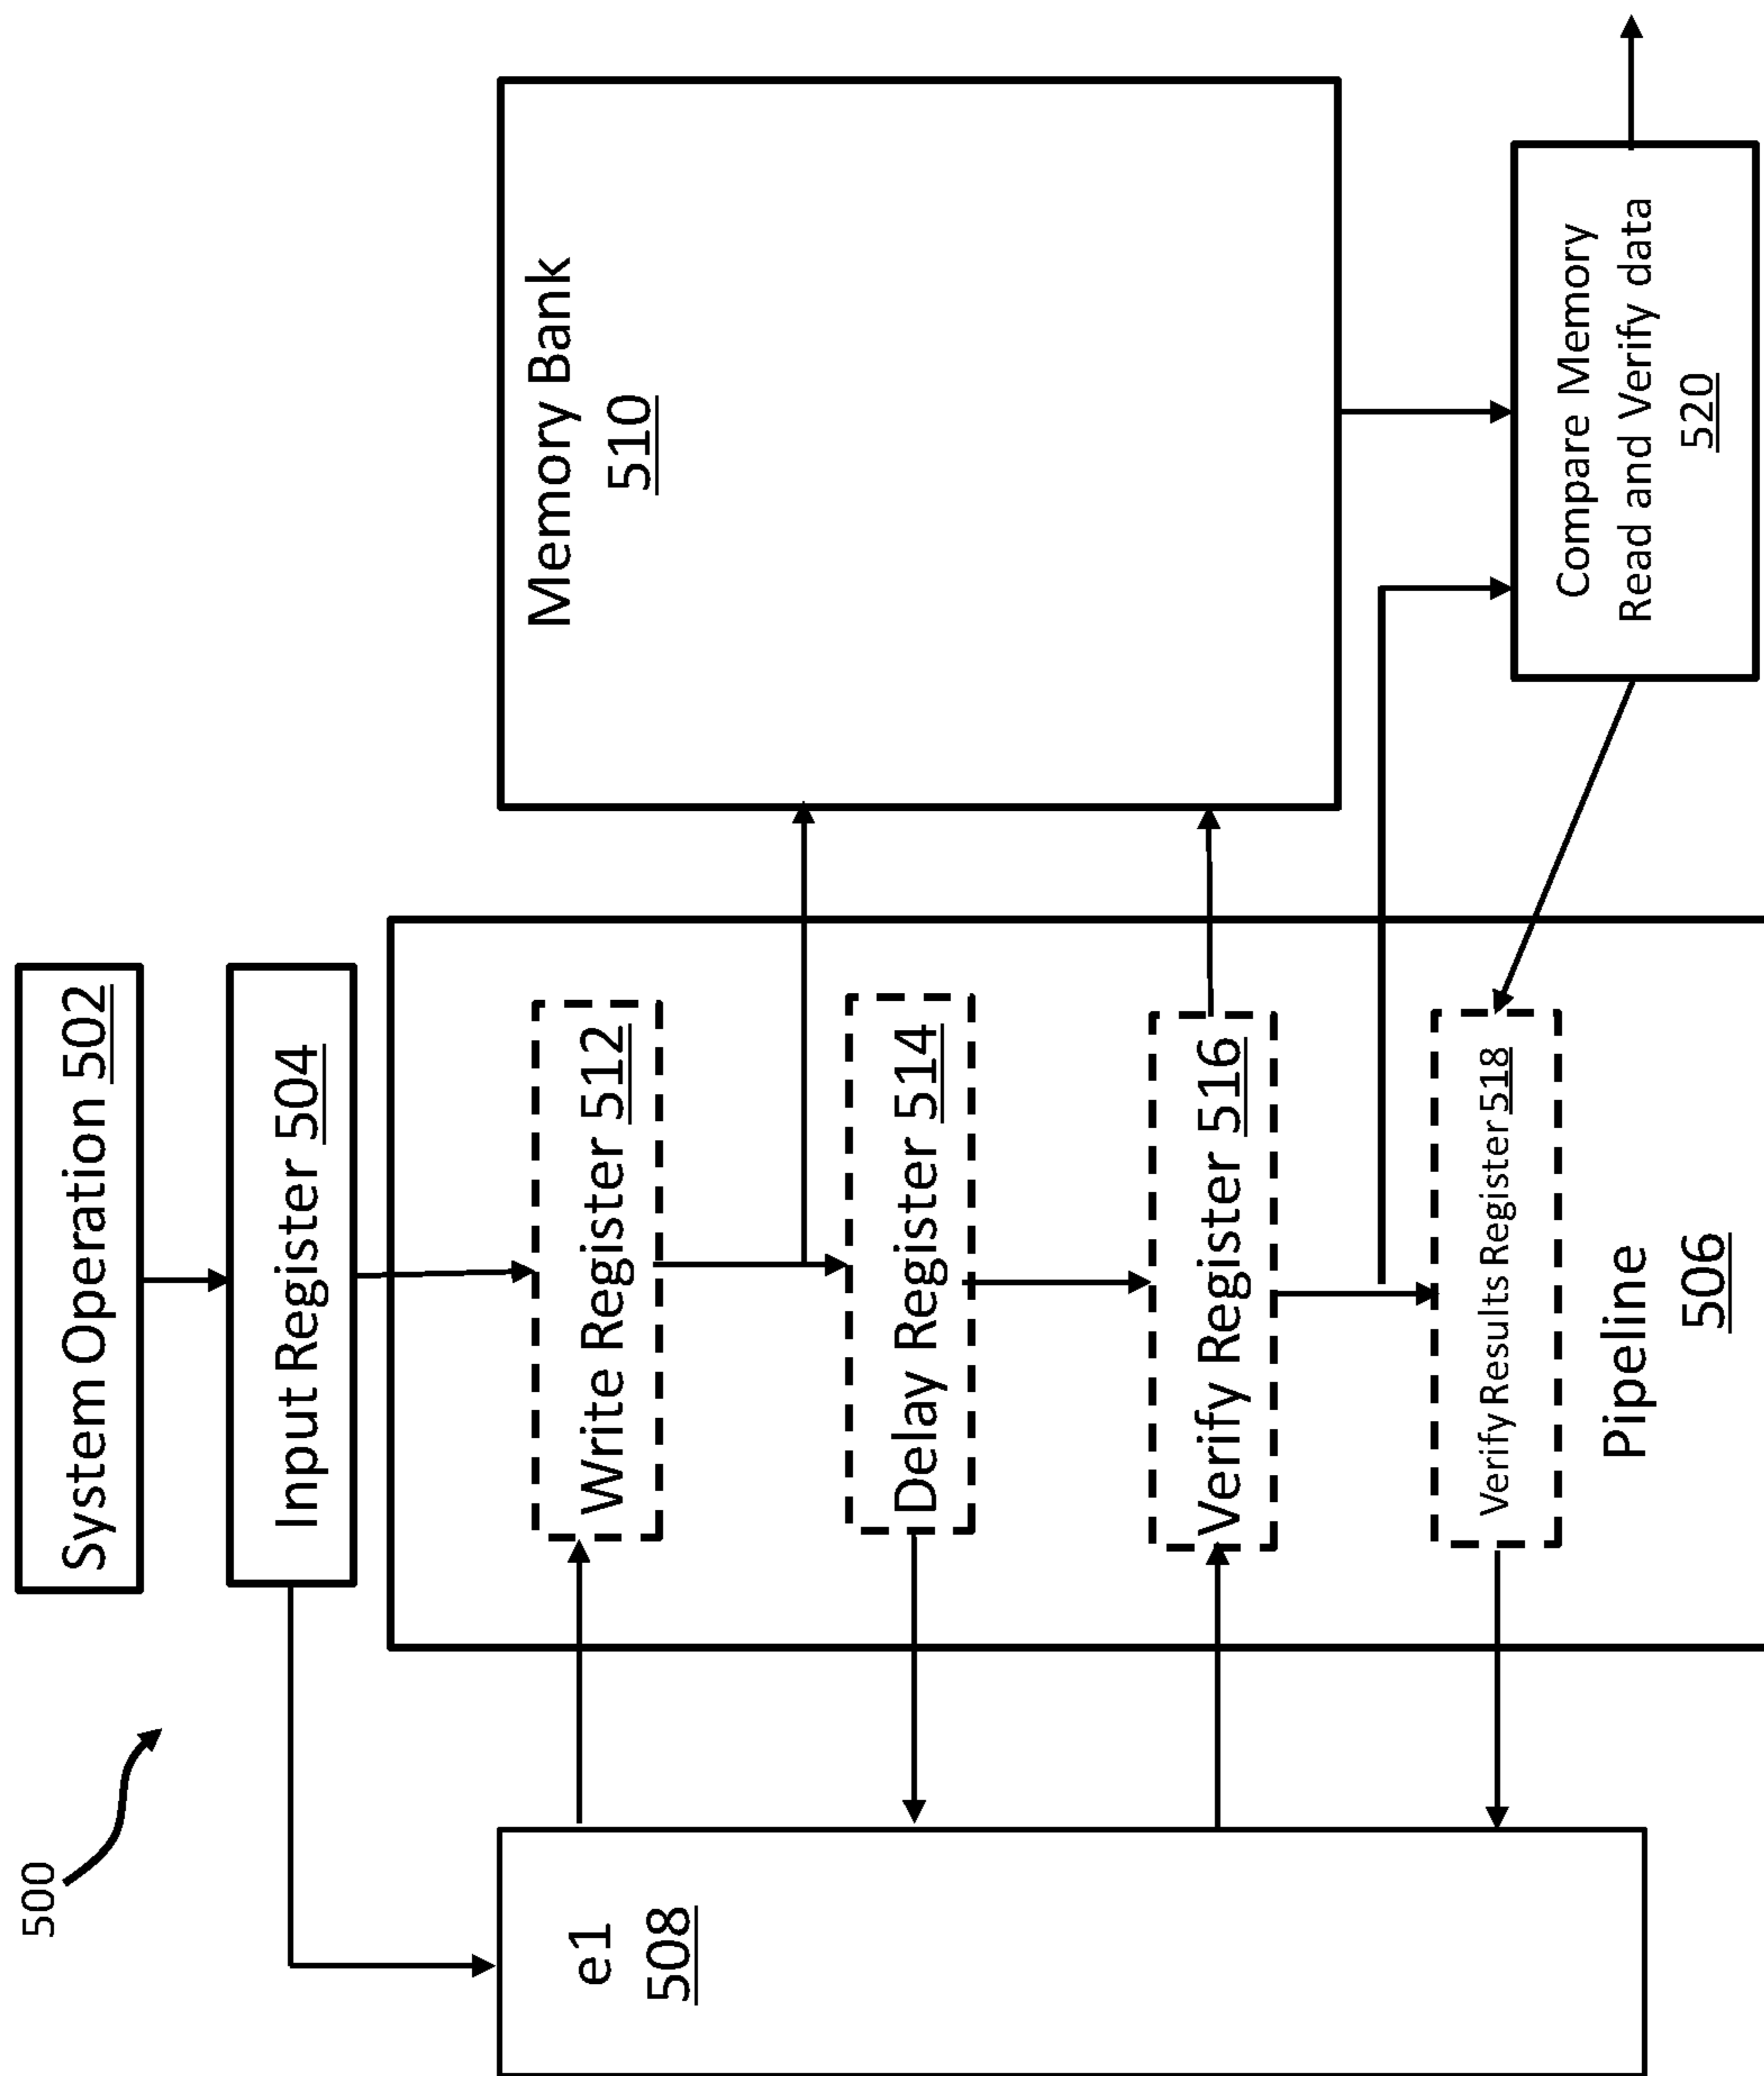 500
System Operation 502
Input Register 504
e1
508
Write Register 512
Delay Register 514
Verify Register 516
Verify Results Register 518
Pipeline
506
Memory Bank
510
Compare Memory
Read and Verify data
520